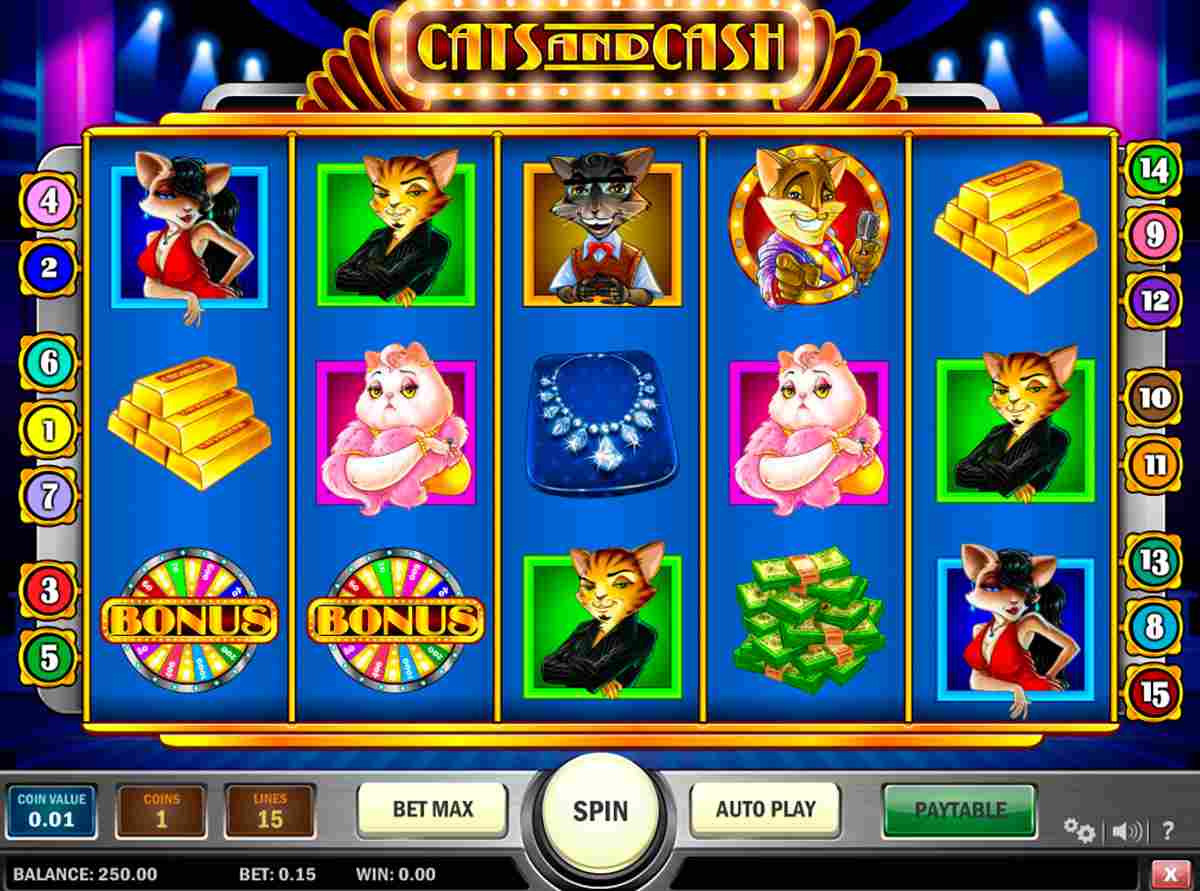 CATS AND CASH
4
2
6
1
7
3
5
14
9
12
10
11
13
8
15
BONUS
BONUS
COIN VALUE
0.01
COINS
1
LINES
15
BET MAX
SPIN
AUTO PLAY
PAYTABLE
?
BALANCE: 250.00
BET: 0.15
WIN: 0.00
X